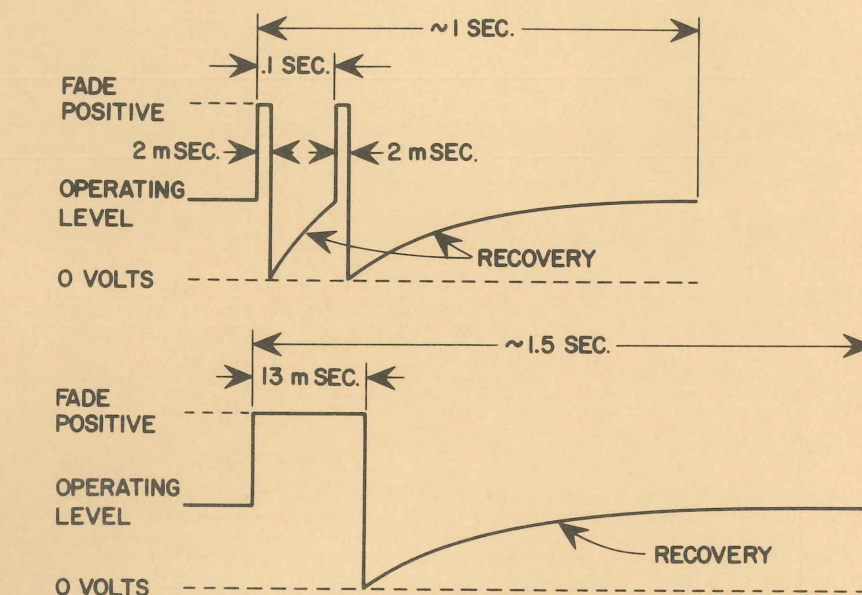 ~1 SEC.
.1 SEC.
FADE
POSITIVE
2 mSEC.
2 mSEC.
OPERATING
LEVEL
RECOVERY
0 VOLTS
~1.5 SEC.
13 mSEC.
FADE
POSITIVE
OPERATING
LEVEL
RECOVERY
0 VOLTS